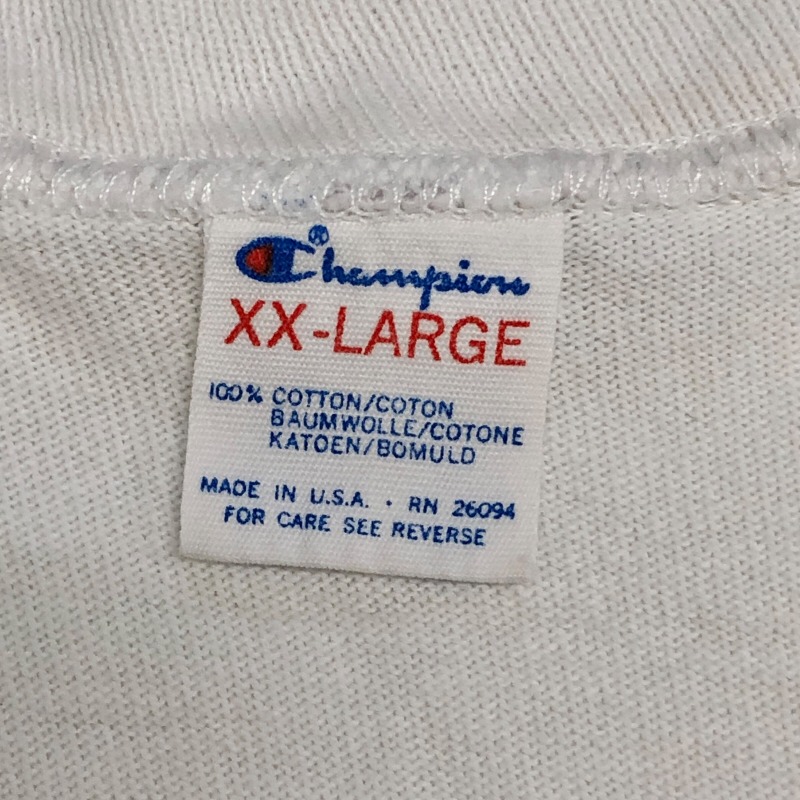 Champion®
XX-LARGE
100% COTTON/COTON
BAUMWOLLE/COTONE
KATOEN/BOMULD
MADE IN U.S.A. · RN 26094
FOR CARE SEE REVERSE